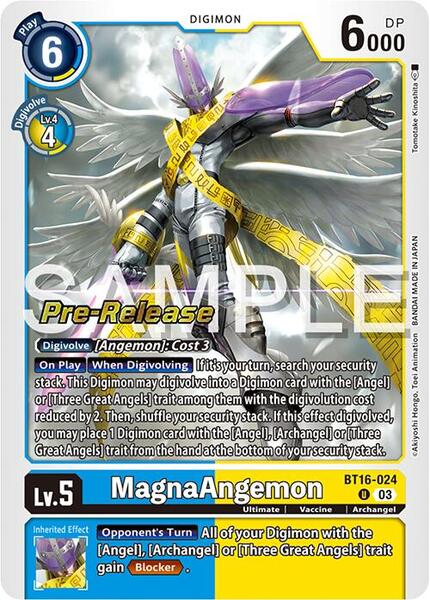 Play
DIGIMON
DP
6
6000
Digivolve
Lv.4
4
Tomotake Kinoshita
SAMPLE
Pre-Release
©Akiyoshi Hongo, Toei Animation BANDAI MADE IN JAPAN
Digivolve [Angemon]: Cost 3
On Play When Digivolving If it's your turn, search your security
stack. This Digimon may digivolve into a Digimon card with the [Angel]
or [Three Great Angels] trait among them with the digivolution cost
reduced by 2. Then, shuffle your security stack. If this effect digivolved,
you may place 1 Digimon card with the [Angel], [Archangel] or [Three
Great Angels] trait from the hand at the bottom of your security stack.
BT16-024
Lv.5
MagnaAngemon
U 03
Ultimate Vaccine Archangel
Inherited Effect
Opponent's Turn All of your Digimon with the
[Angel], [Archangel] or [Three Great Angels] trait
gain Blocker.